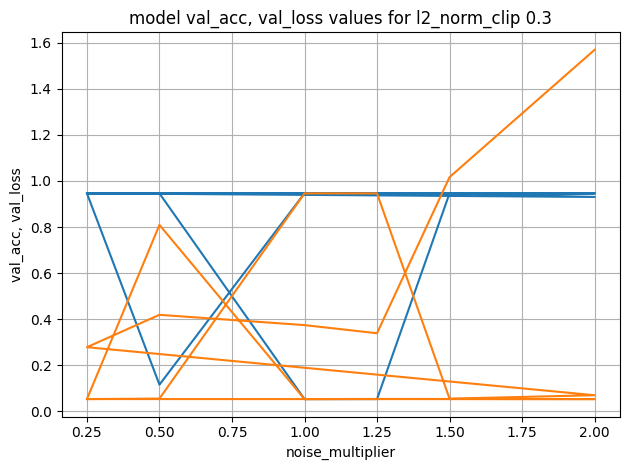 model val_acc, val_loss values for l2_norm_clip 0.3
1.6
1.4
1.2
1.0
0.8
0.6
0.4
0.2
0.0
val_acc, val_loss
0.25 0.50 0.75 1.00 1.25 1.50 1.75 2.00
noise_multiplier